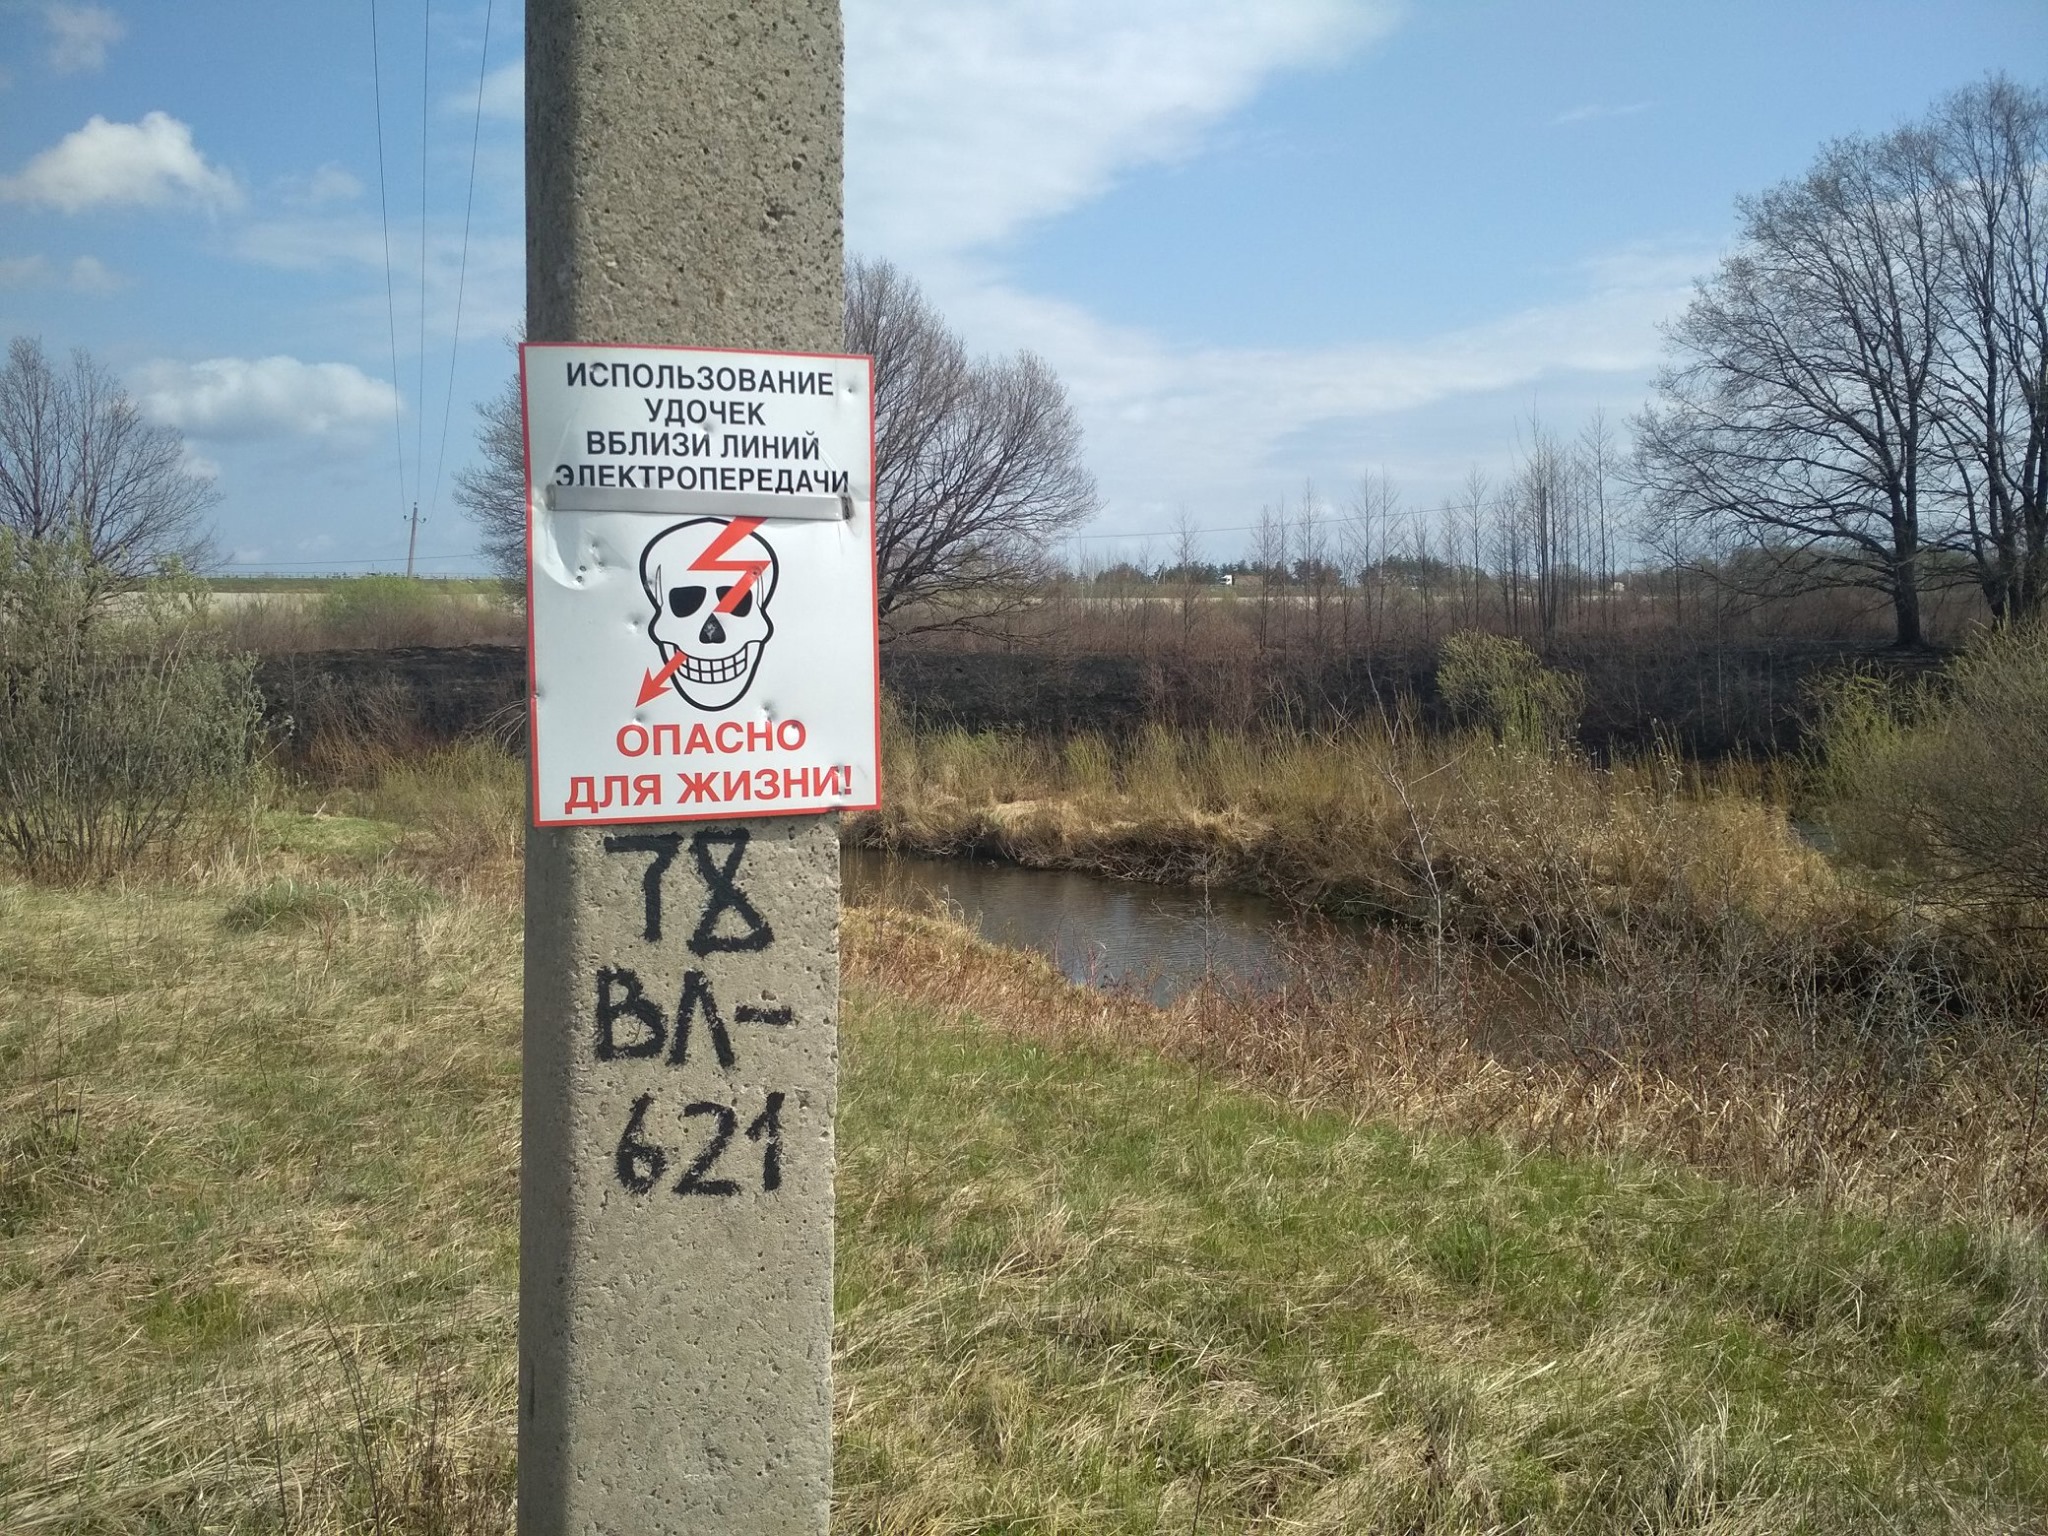 ИСПОЛЬЗОВАНИЕ
УДОЧЕК
ВБЛИЗИ ЛИНИЙ
ЭЛЕКТРОПЕРЕДАЧИ
ОПАСНО
ДЛЯ ЖИЗНИ!
78
ВЛ-
621